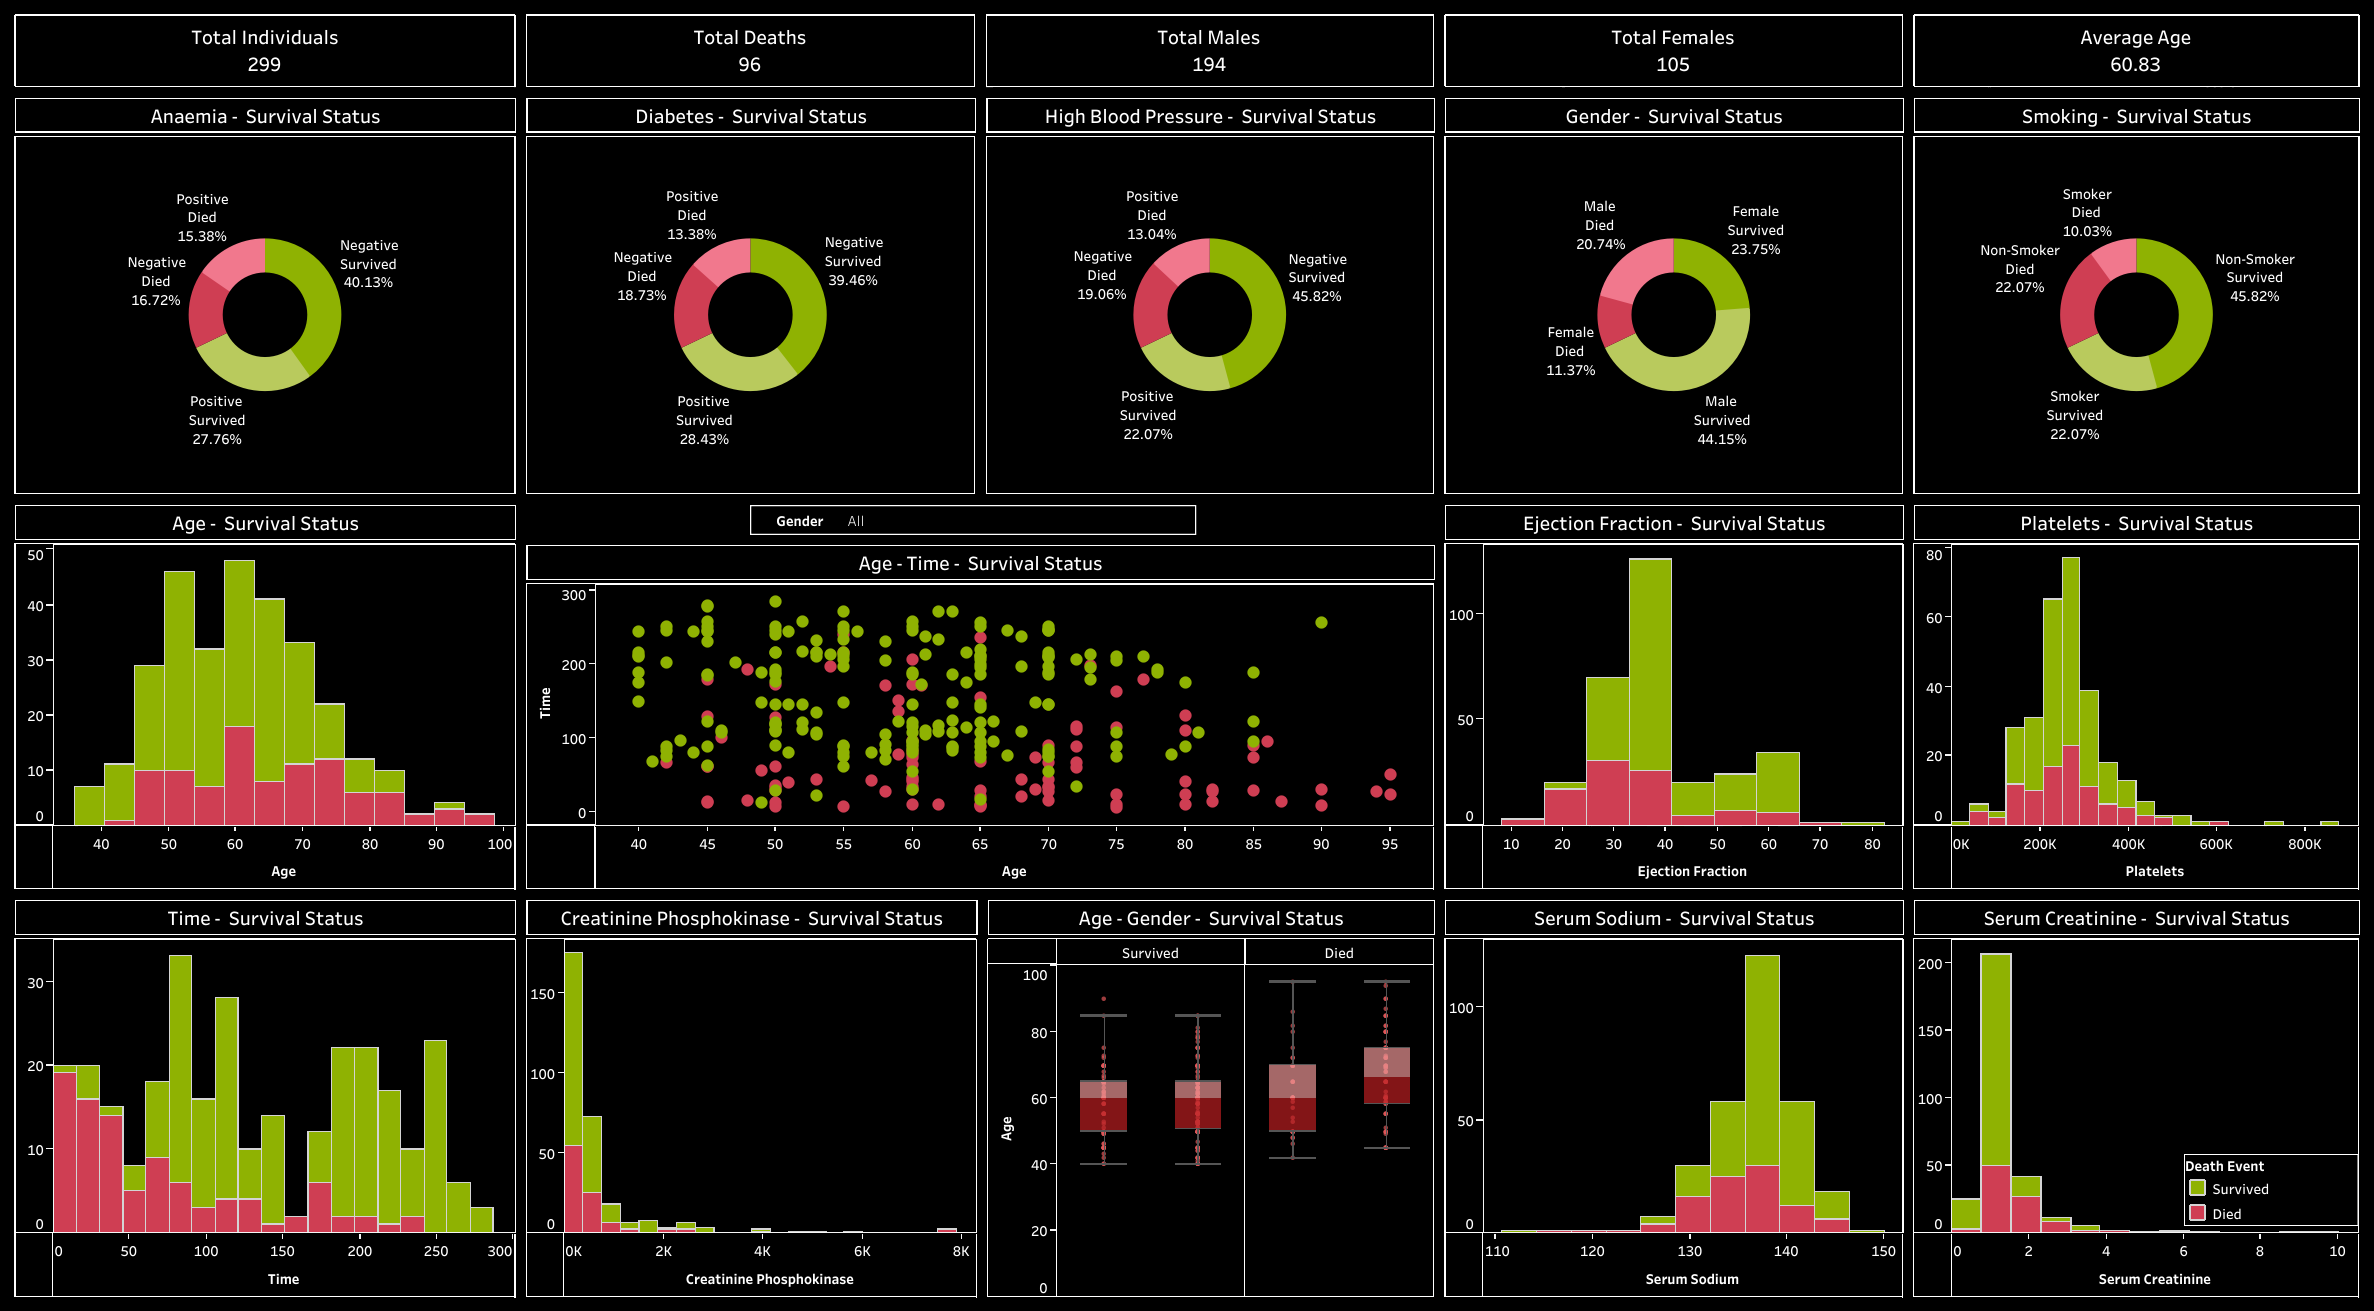 Total Individuals
299
Total Deaths
96
Total Males
194
Total Females
105
Average Age
60.83
Anaemia - Survival Status
Positive
Died
15.38%
Negative
Survived
40.13%
Negative
Died
16.72%
Positive
Survived
27.76%
Diabetes - Survival Status
Positive
Died
13.38%
Negative
Survived
39.46%
Negative
Died
18.73%
Positive
Survived
28.43%
High Blood Pressure - Survival Status
Positive
Died
13.04%
Negative
Survived
45.82%
Negative
Died
19.06%
Positive
Survived
22.07%
Gender - Survival Status
Male
Died
20.74%
Female
Survived
23.75%
Female
Died
11.37%
Male
Survived
44.15%
Smoking - Survival Status
Smoker
Died
10.03%
Non-Smoker
Survived
45.82%
Non-Smoker
Died
22.07%
Smoker
Survived
22.07%
Age - Survival Status
50
40
30
20
10
0
40 50 60 70 80 90 100
Age
Gender All
Age - Time - Survival Status
Time
300
200
100
0
40 45 50 55 60 65 70 75 80 85 90 95
Age
Ejection Fraction - Survival Status
100
50
0
10 20 30 40 50 60 70 80
Ejection Fraction
Platelets - Survival Status
80
60
40
20
0
0K 200K 400K 600K 800K
Platelets
Time - Survival Status
30
20
10
0
0 50 100 150 200 250 300
Time
Creatinine Phosphokinase - Survival Status
150
100
50
0
0K 2K 4K 6K 8K
Creatinine Phosphokinase
Age - Gender - Survival Status
Survived Died
Age
100
80
60
40
20
0
Serum Sodium - Survival Status
100
50
0
110 120 130 140 150
Serum Sodium
Serum Creatinine - Survival Status
200
150
100
50
0
Death Event
Survived
Died
0 2 4 6 8 10
Serum Creatinine